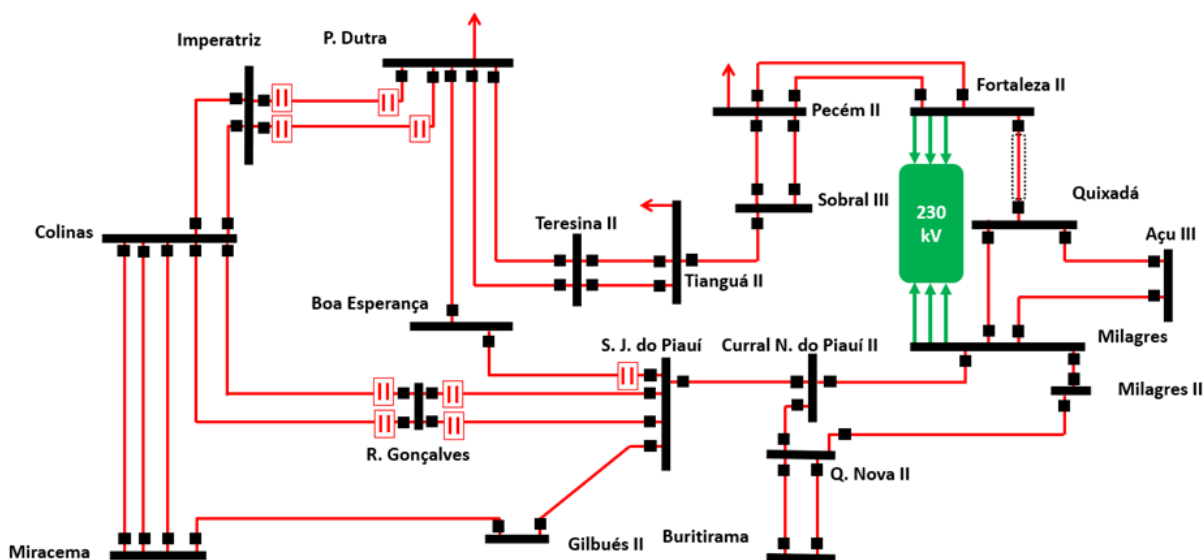 P. Dutra
Imperatriz
Fortaleza II
Pecém II
Quixadá
Sobral III
Teresina II
230
kV
Açu III
Colinas
Tianguá II
Boa Esperança
Milagres
S. J. do Piauí
Curral N. do Piauí II
Milagres II
R. Gonçalves
Q. Nova II
Buritirama
Gilbués II
Miracema